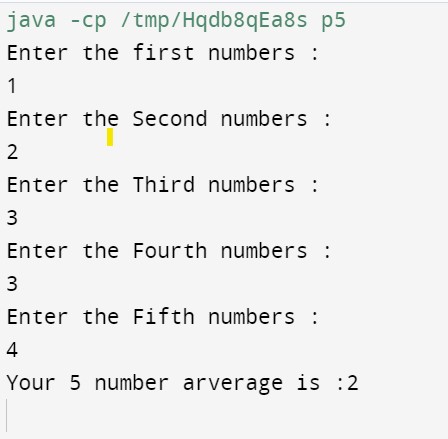 java -cp /tmp/Hqdb8qEa8s p5
Enter the first numbers :
1
Enter the Second numbers :
2
Enter the Third numbers :
3
Enter the Fourth numbers :
3
Enter the Fifth numbers :
4
Your 5 number arverage is :2